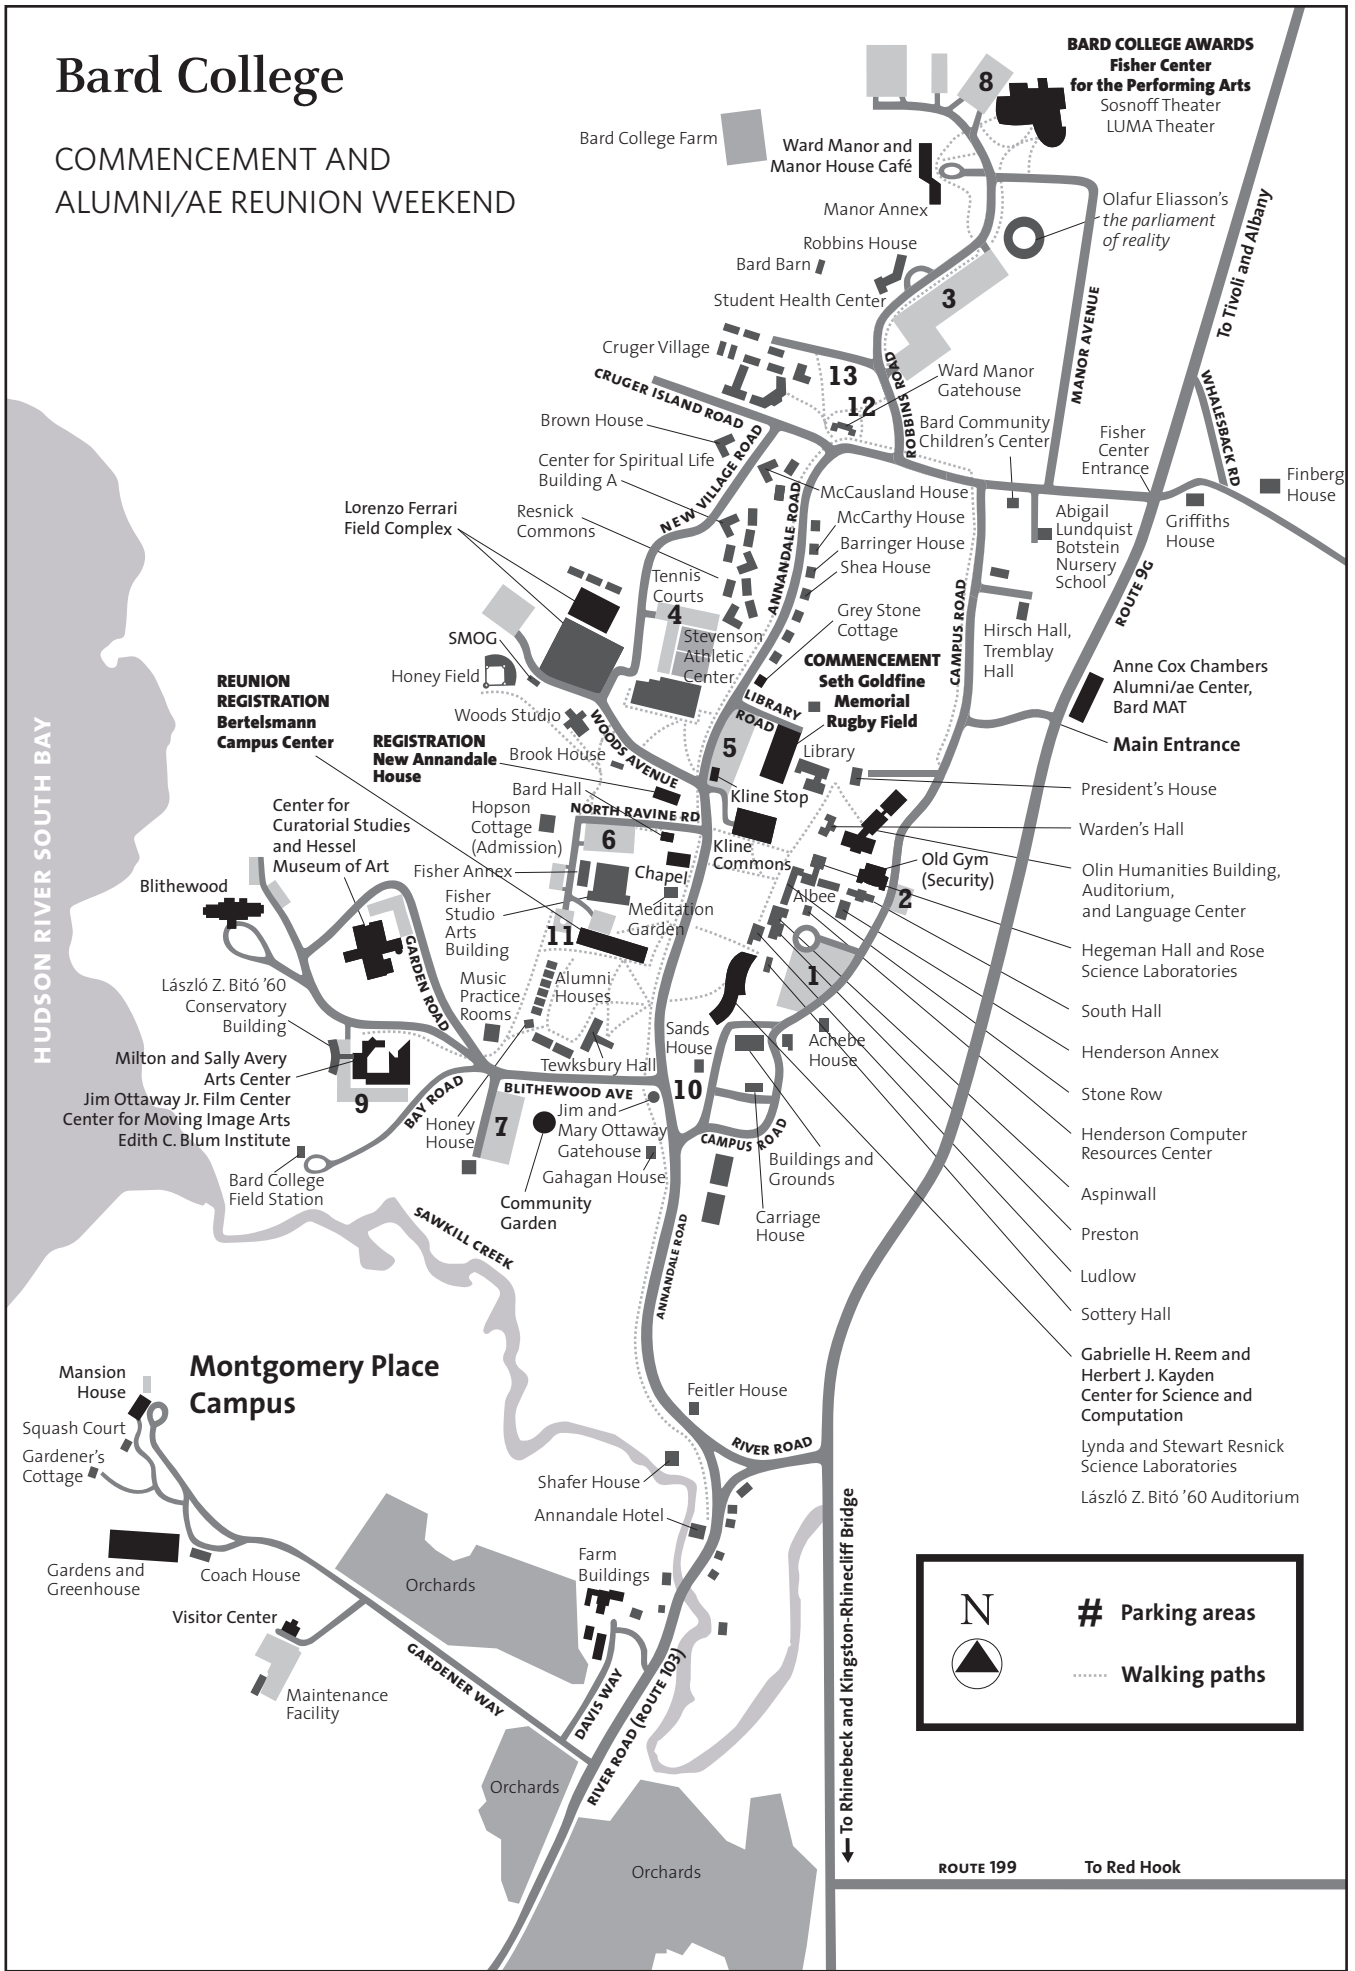 Bard College
COMMENCEMENT AND
ALUMNI/AE REUNION WEEKEND
BARD COLLEGE AWARDS
Fisher Center
for the Performing Arts
Sosnoff Theater
LUMA Theater
8
Bard College Farm
Ward Manor and
Manor House Café
Manor Annex
Olafur Eliasson's
the parliament
of reality
Robbins House
Bard Barn
Student Health Center
3
To Tivoli and Albany
MANOR AVENUE
Cruger Village
CRUGER ISLAND ROAD
13
12
ROBBINS ROAD
Ward Manor
Gatehouse
WHALESBACK RD
Brown House
NEW VILLAGE ROAD
Bard Community
Children's Center
Fisher
Center
Entrance
Finberg
House
Center for Spiritual Life
Building A
McCausland House
Griffiths
House
Lorenzo Ferrari
Field Complex
Resnick
Commons
ANNANDALE ROAD
McCarthy House
Barringer House
Shea House
Abigail
Lundquist
Botstein
Nursery
School
Tennis
Courts
4
CAMPUS ROAD
ROUTE 9G
Grey Stone
Cottage
Hirsch Hall,
Tremblay
Hall
SMOG
Stevenson
Athletic
Center
Honey Field
COMMENCEMENT
Seth Goldfine
Memorial
Rugby Field
Anne Cox Chambers
Alumni/ae Center,
Bard MAT
REUNION
REGISTRATION
Bertelsmann
Campus Center
LIBRARY
ROAD
Woods Studio
WOODS AVENUE
REGISTRATION
New Annandale
House
Brook House
5
Library
Main Entrance
Bard Hall
Kline Stop
President's House
Center for
Curatorial Studies
and Hessel
Museum of Art
Hopson
Cottage
(Admission)
NORTH RAVINE RD
6
Kline
Commons
Warden's Hall
Chapel
Old Gym
(Security)
Olin Humanities Building,
Auditorium,
and Language Center
Blithewood
Fisher Annex
Fisher
Studio
Arts
Building
Meditation
Garden
Albee
2
11
Hegeman Hall and Rose
Science Laboratories
GARDEN ROAD
László Z. Bitó '60
Conservatory
Building
Music
Practice
Rooms
Alumni
Houses
1
South Hall
HUDSON RIVER SOUTH BAY
Sands
House
Achebe
House
Henderson Annex
Milton and Sally Avery
Arts Center
Jim Ottaway Jr. Film Center
Center for Moving Image Arts
Edith C. Blum Institute
Tewksbury Hall
Stone Row
9
BAY ROAD
BLITHEWOOD AVE
10
Honey
House
7
Jim and
Mary Ottaway
Gatehouse
CAMPUS ROAD
Henderson Computer
Resources Center
Bard College
Field Station
Gahagan House
Buildings and
Grounds
Aspinwall
Community
Garden
Carriage
House
Preston
SAWKILL CREEK
ANNANDALE ROAD
Ludlow
Sottery Hall
Gabrielle H. Reem and
Herbert J. Kayden
Center for Science and
Computation
Lynda and Stewart Resnick
Science Laboratories
László Z. Bitó '60 Auditorium
Montgomery Place
Campus
Mansion
House
Squash Court
Gardener's
Cottage
Feitler House
RIVER ROAD
Shafer House
Annandale Hotel
Gardens and
Greenhouse
Coach House
Orchards
Farm
Buildings
Visitor Center
GARDENER WAY
Maintenance
Facility
DAVIS WAY
RIVER ROAD (ROUTE 103)
Orchards
Orchards
To Rhinebeck and Kingston-Rhinecliff Bridge
N
# Parking areas
Walking paths
ROUTE 199
To Red Hook